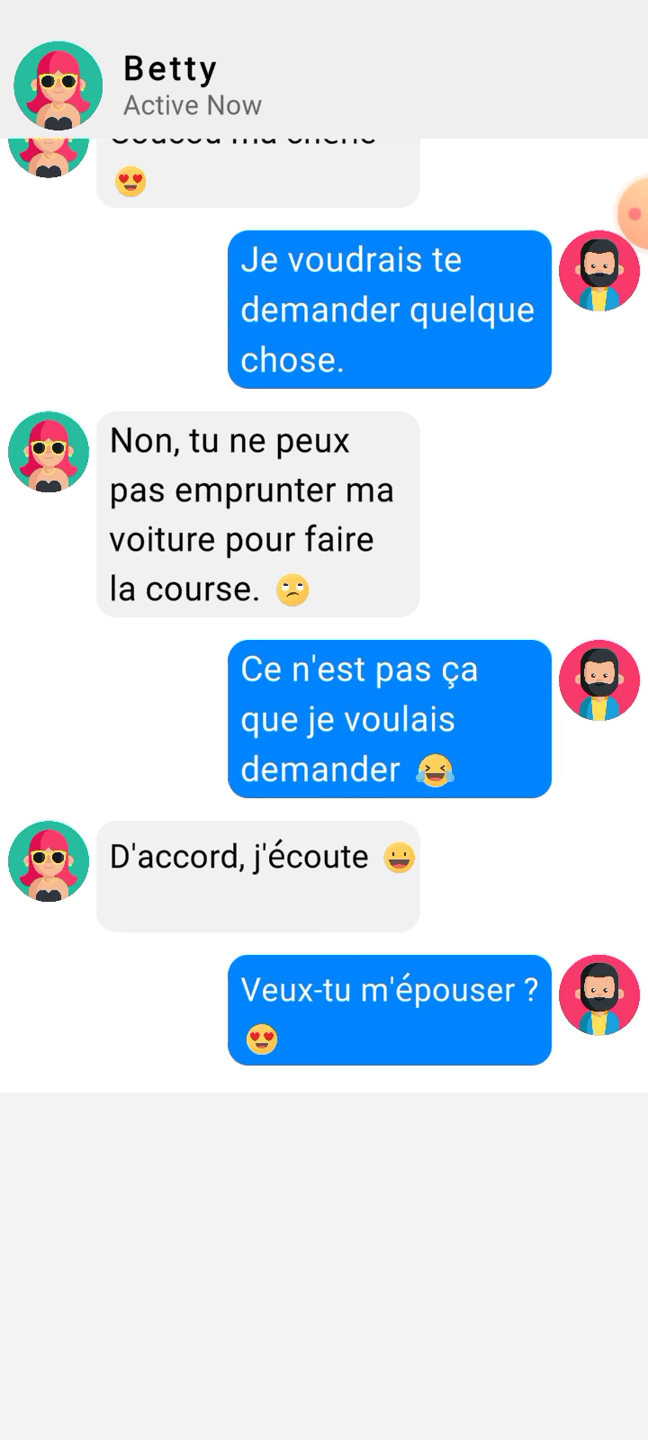 Betty
Active Now
😍
Je voudrais te
demander quelque
chose.
Non, tu ne peux
pas emprunter ma
voiture pour faire
la course. 🙄
Ce n'est pas ça
que je voulais
demander 😂
D'accord, j'écoute 😀
Veux-tu m'épouser ?
😍